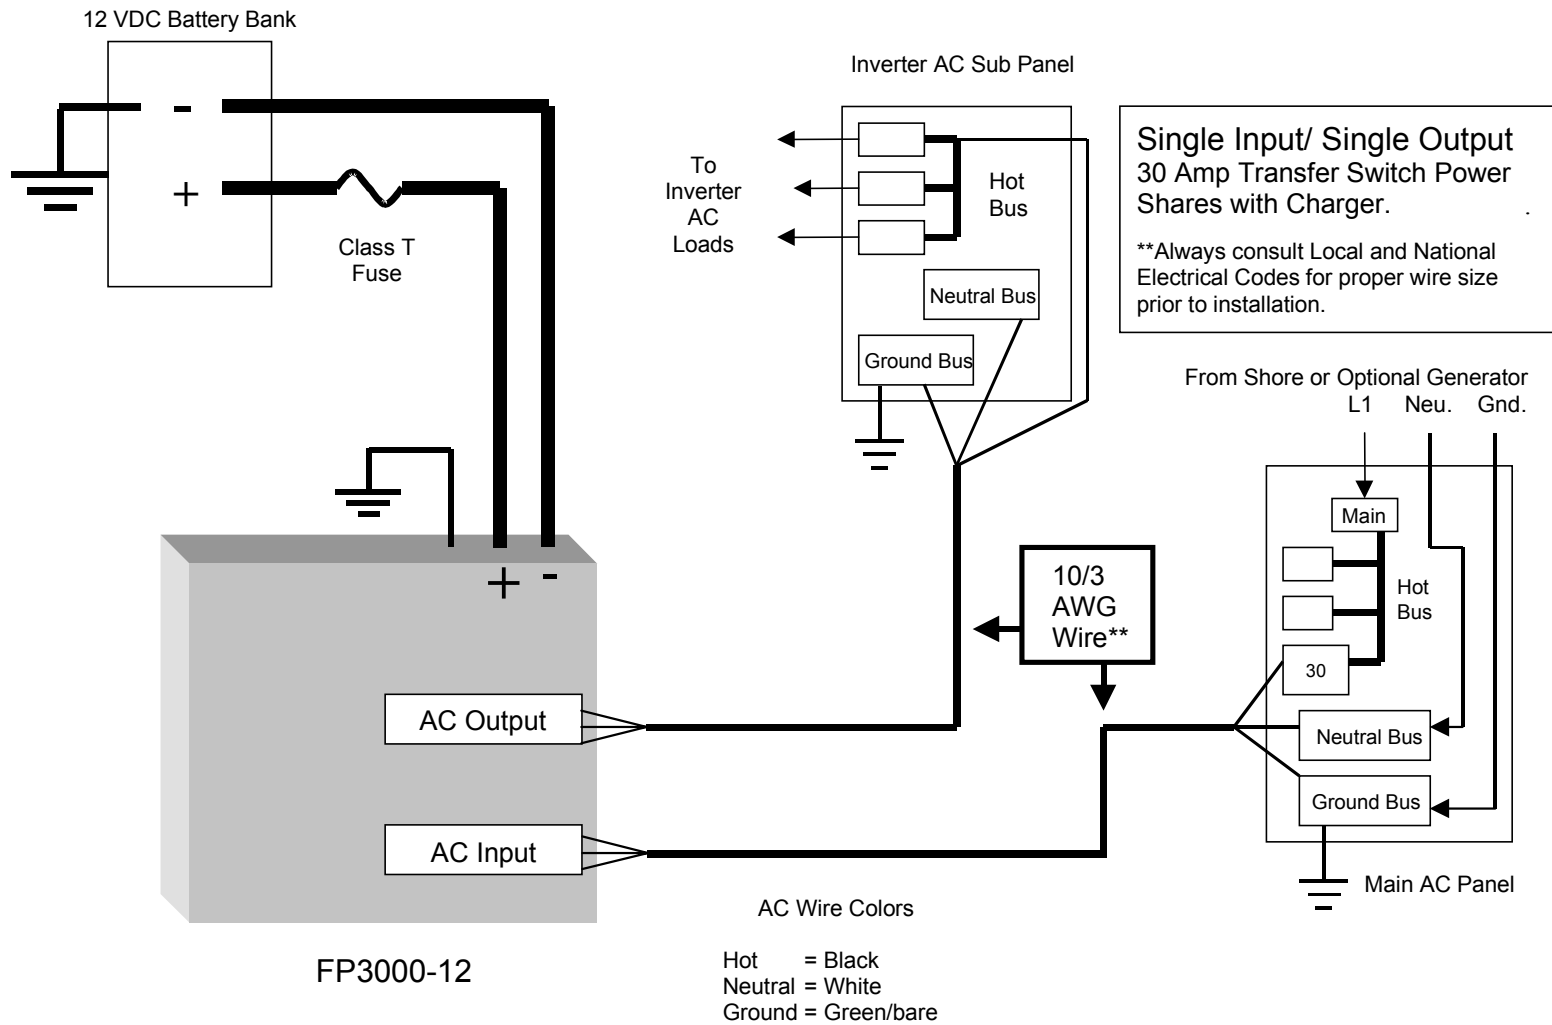 12 VDC Battery Bank
-
+
Class T
Fuse
Inverter AC Sub Panel
To
Inverter
AC
Loads
Hot
Bus
Neutral Bus
Ground Bus
Single Input/ Single Output
30 Amp Transfer Switch Power
Shares with Charger.
.
**Always consult Local and National
Electrical Codes for proper wire size
prior to installation.
From Shore or Optional Generator
L1 Neu. Gnd.
Main
Hot
Bus
30
Neutral Bus
Ground Bus
Main AC Panel
10/3
AWG
Wire**
+ -
AC Output
AC Input
FP3000-12
AC Wire Colors
Hot = Black
Neutral = White
Ground = Green/bare